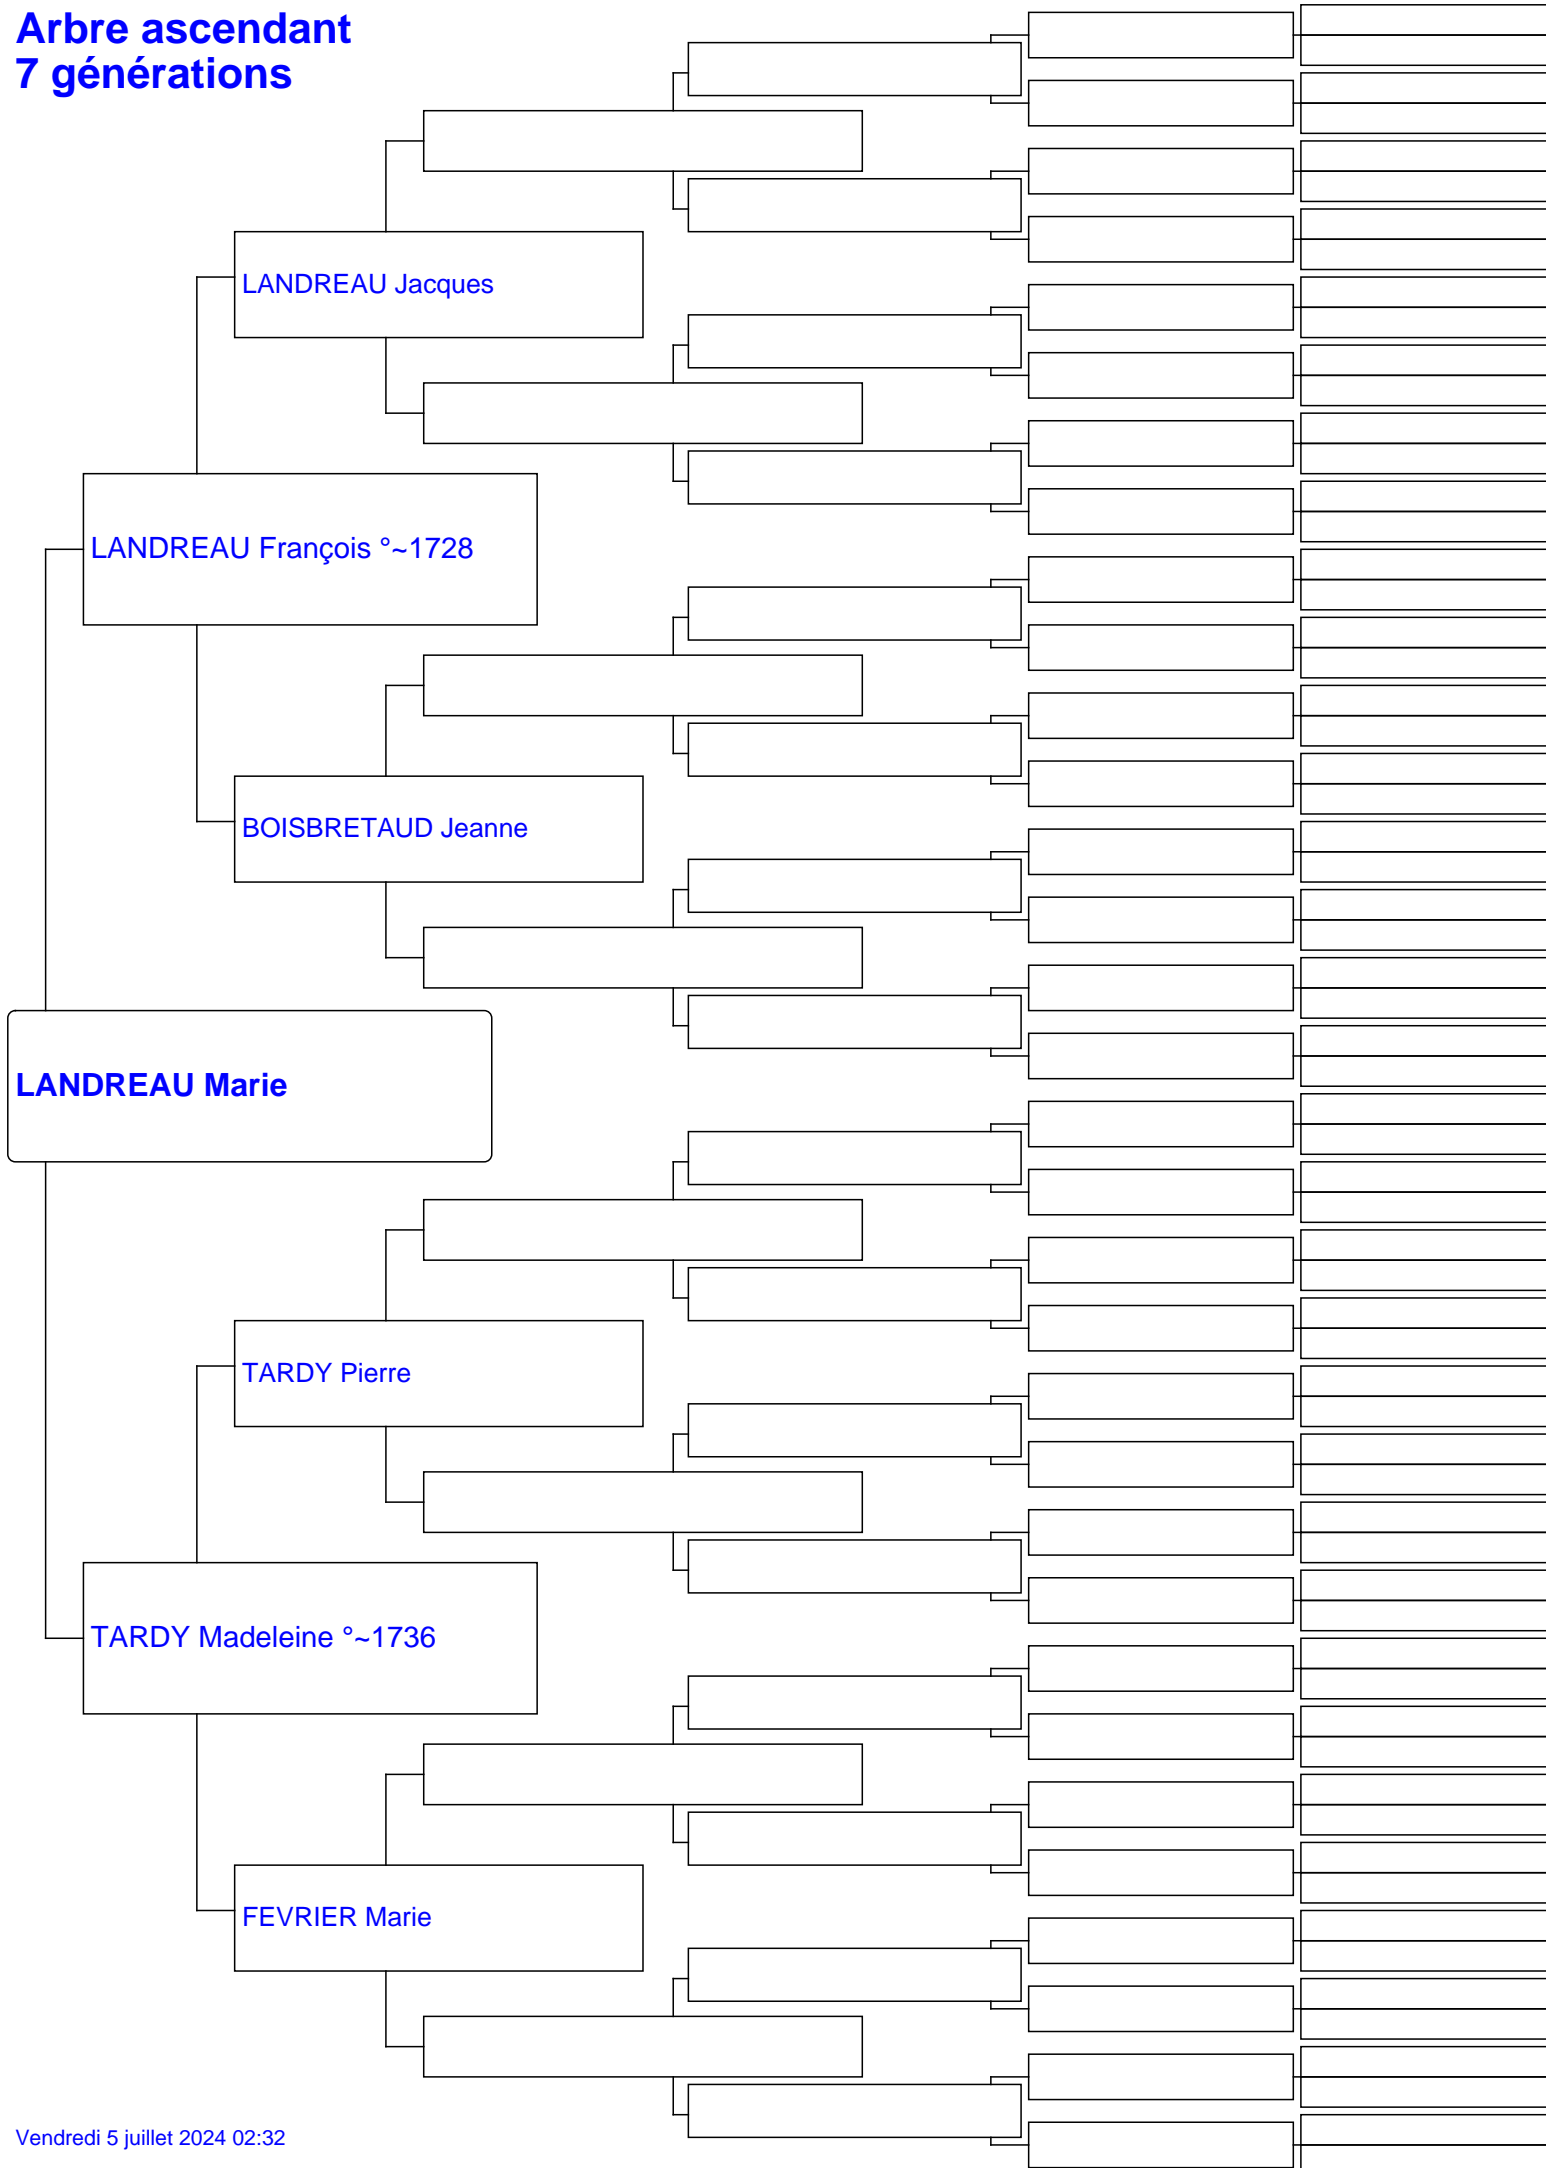 Arbre ascendant
7 générations
LANDREAU Jacques
LANDREAU François °~1728
BOISBRETAUD Jeanne
LANDREAU Marie
TARDY Pierre
TARDY Madeleine °~1736
FEVRIER Marie
Vendredi 5 juillet 2024 02:32